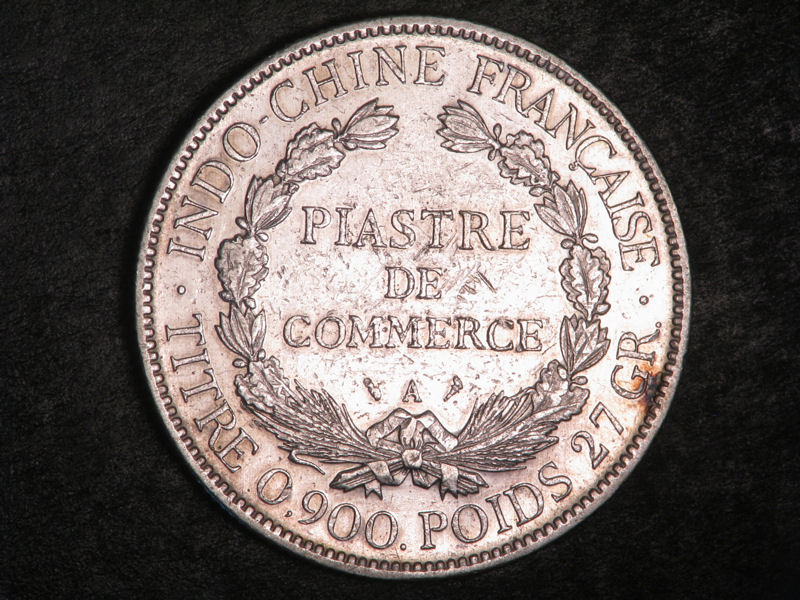 INDO-CHINE FRANÇAISE
PIASTRE
DE
COMMERCE
A
· TITRE 0,900. POIDS 27 GR. ·